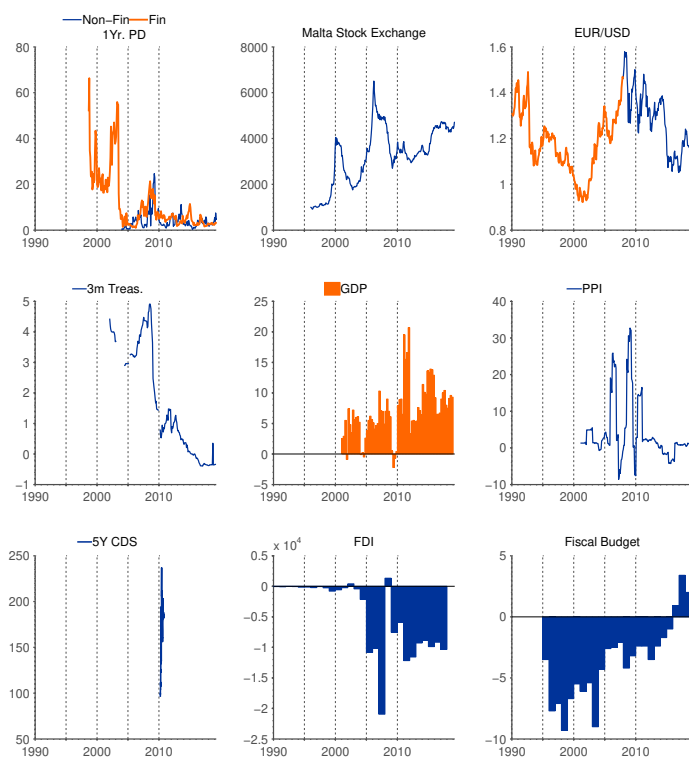 Non−Fin Fin
1Yr. PD
80
60
40
20
0
1990 2000 2010
Malta Stock Exchange
8000
6000
4000
2000
0
1990 2000 2010
EUR/USD
1.6
1.4
1.2
1
0.8
1990 2000 2010
3m Treas.
5
4
3
2
1
0
−1
1990 2000 2010
GDP
25
20
15
10
5
0
−5
1990 2000 2010
PPI
40
30
20
10
0
−10
1990 2000 2010
5Y CDS
250
200
150
100
50
1990 2000 2010
FDI
x 10⁴
0.5
0
−0.5
−1
−1.5
−2
−2.5
1990 2000 2010
Fiscal Budget
5
0
−5
−10
1990 2000 2010